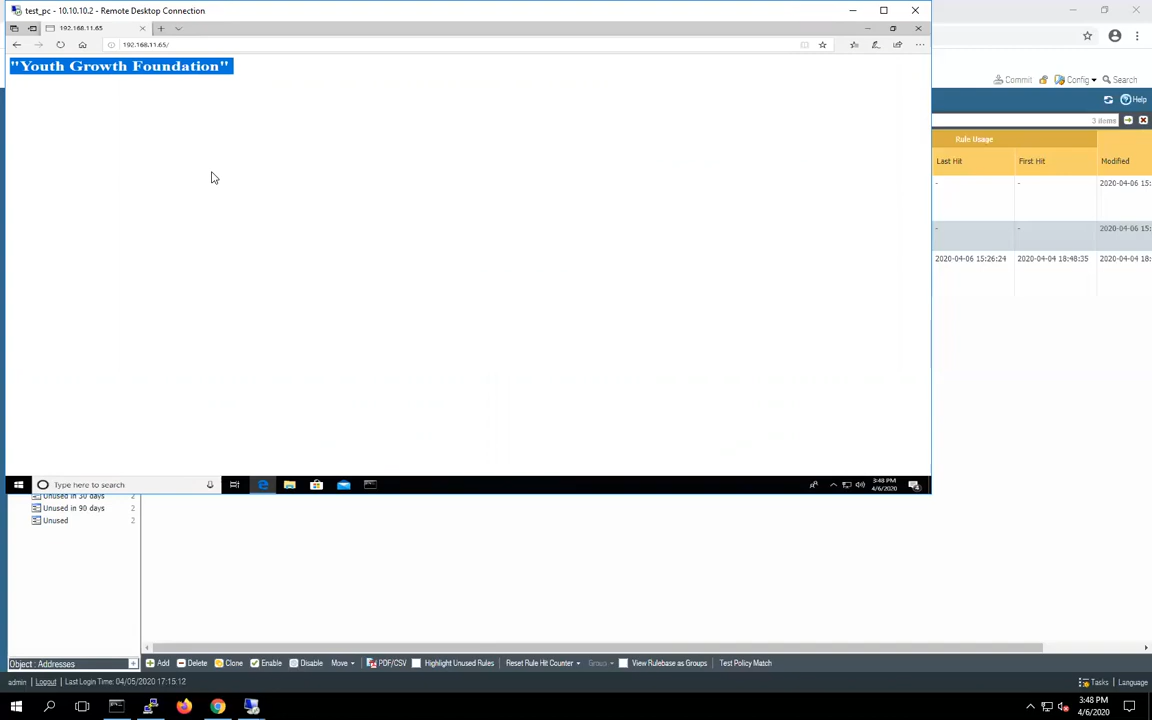 test_pc - 10.10.10.2 - Remote Desktop Connection
192.168.11.65
192.168.11.65/
"Youth Growth Foundation"
Commit
Config
Search
Help
3 items
Rule Usage
Last Hit
First Hit
Modified
-
-
2020-04-06 15:
-
-
2020-04-06 15:
2020-04-06 15:26:24
2020-04-04 18:48:35
2020-04-04 18:
Type here to search
3:48 PM
4/6/2020
Unused in 30 days
2
Unused in 90 days
2
Unused
2
Object : Addresses
Add
Delete
Clone
Enable
Disable
Move
PDF/CSV
Highlight Unused Rules
Reset Rule Hit Counter
Group
View Rulebase as Groups
Test Policy Match
admin
Logout
Last Login Time: 04/05/2020 17:15:12
Tasks
Language
3:48 PM
4/6/2020